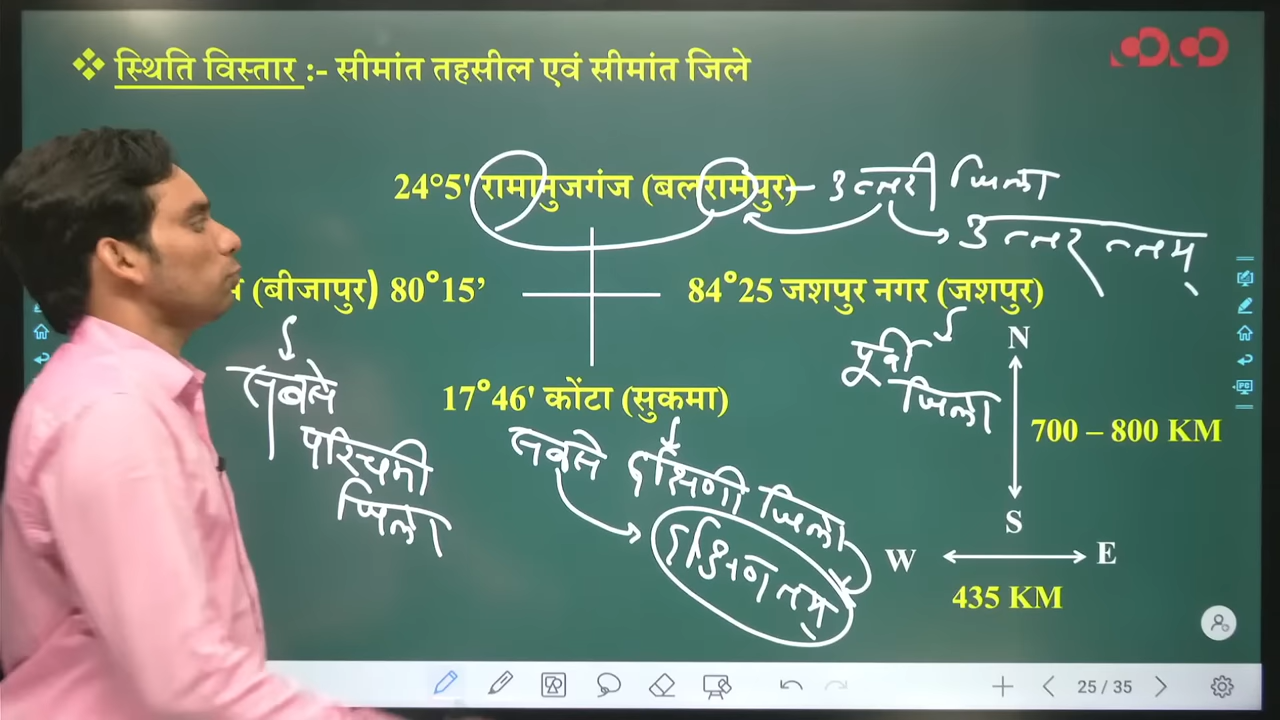 ❖ स्थिति विस्तार :- सीमांत तहसील एवं सीमांत जिले
24°5' रामानुजगंज (बलरामपुर) - उत्तरी जिला
उत्तरत्तम्
(बीजापुर) 80°15’
84°25 जशपुर नगर (जशपुर)
सबसे
पश्चिमी
जिला
पूर्वी
जिला
17°46' कोंटा (सुकमा)
सबसे दक्षिणी जिला
दक्षिणतम्
N
700 – 800 KM
S
W
E
435 KM
25 / 35